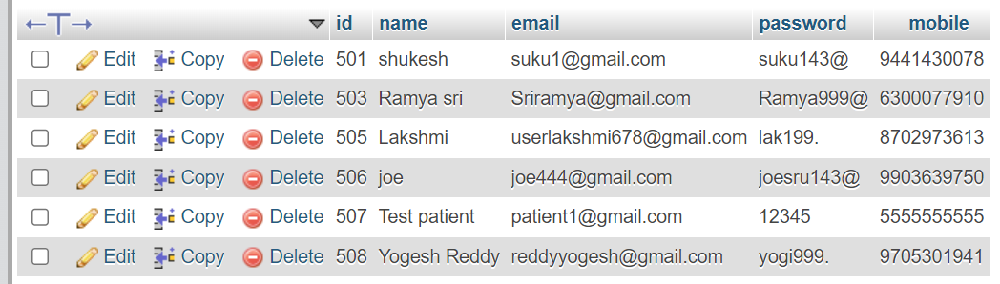 id name email password mobile
Edit Copy Delete 501 shukesh suku1@gmail.com suku143@ 9441430078
Edit Copy Delete 503 Ramya sri Sriramya@gmail.com Ramya999@ 6300077910
Edit Copy Delete 505 Lakshmi userlakshmi678@gmail.com lak199. 8702973613
Edit Copy Delete 506 joe joe444@gmail.com joesru143@ 9903639750
Edit Copy Delete 507 Test patient patient1@gmail.com 12345 5555555555
Edit Copy Delete 508 Yogesh Reddy reddyyogesh@gmail.com yogi999. 9705301941